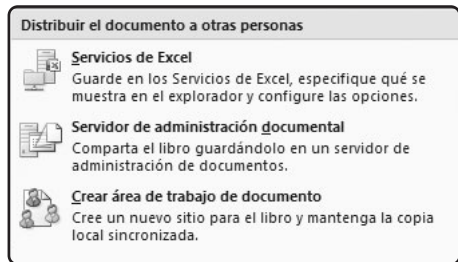 Distribuir el documento a otras personas
Servicios de Excel
Guarde en los Servicios de Excel, especifique qué se
muestra en el explorador y configure las opciones.
Servidor de administración documental
Comparta el libro guardándolo en un servidor de
administración de documentos.
Crear área de trabajo de documento
Cree un nuevo sitio para el libro y mantenga la copia
local sincronizada.